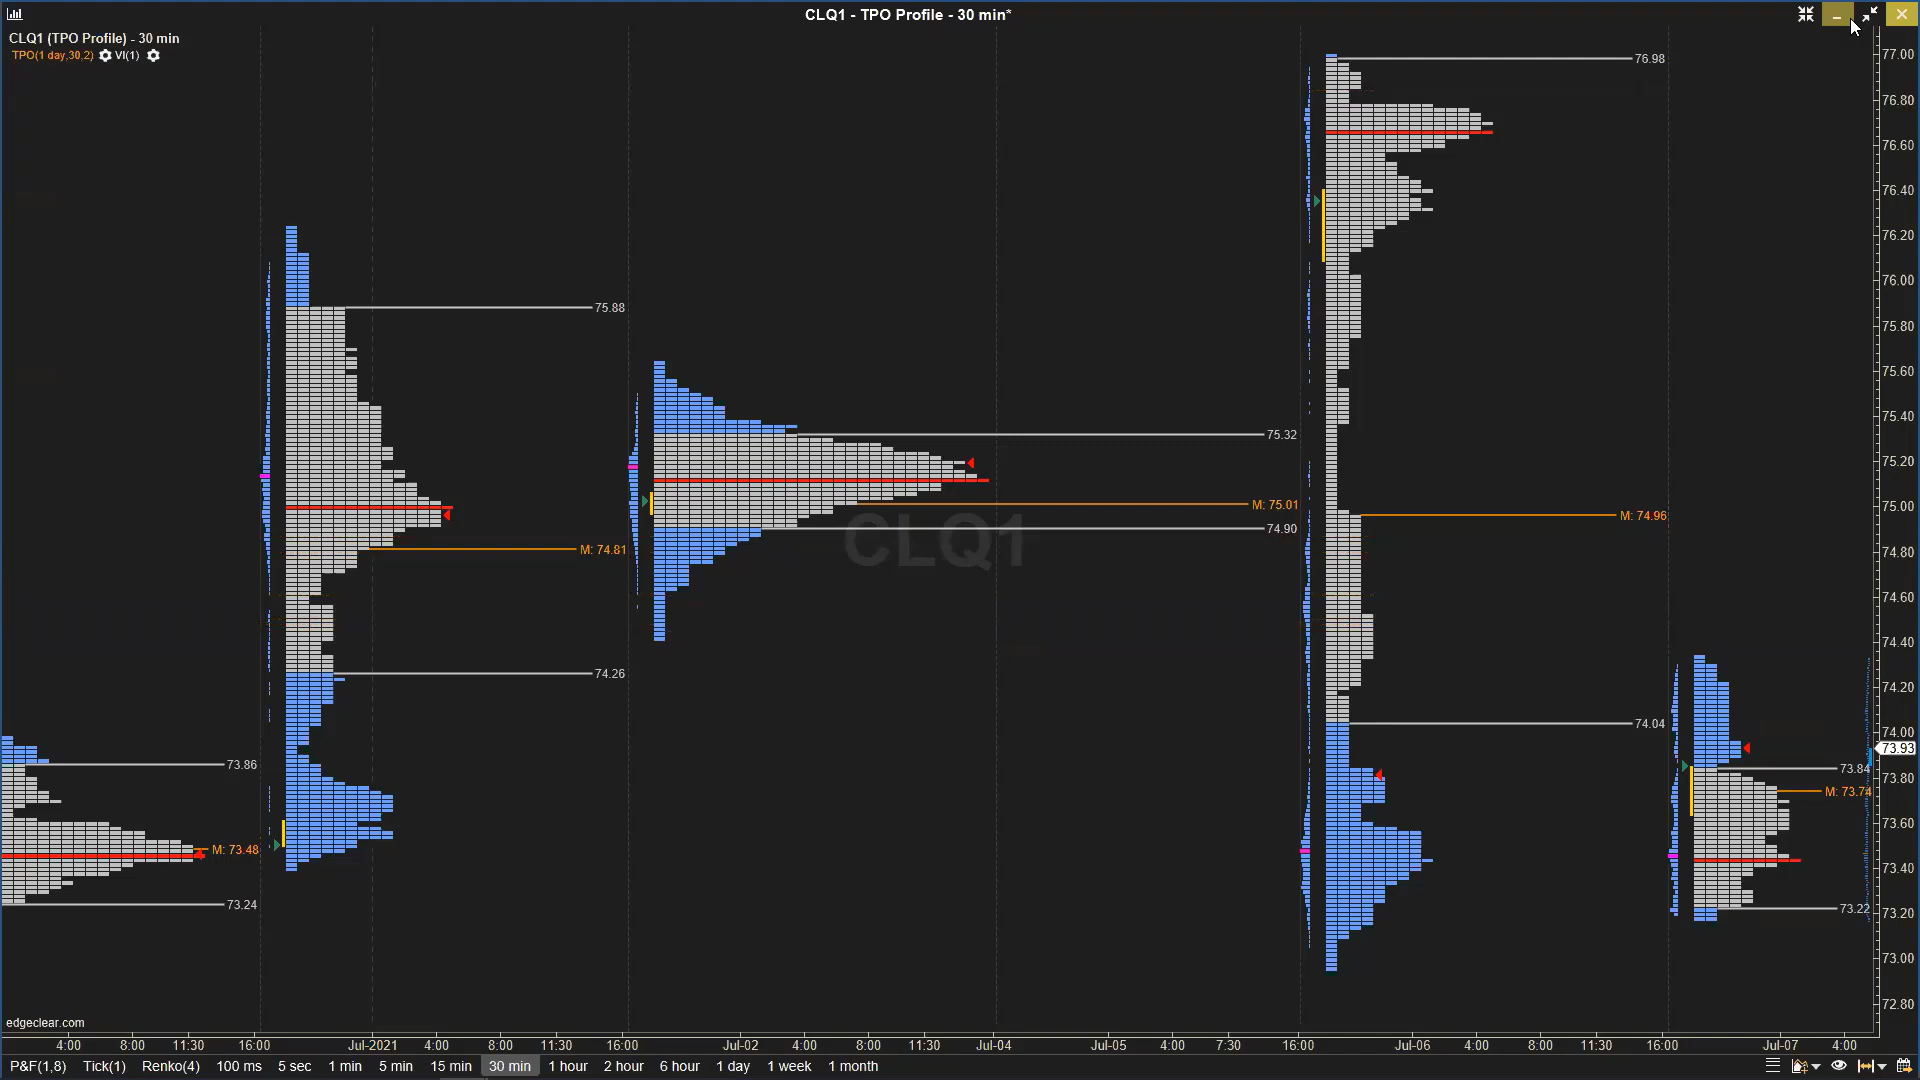 CLQ1 - TPO Profile - 30 min*
CLQ1 (TPO Profile) - 30 min
TPO(1 day,30,2) VI(1)
77.00
76.98
76.80
76.60
76.40
76.20
76.00
75.88
75.80
75.60
75.40
75.32
75.20
M: 75.01
75.00
M: 74.96
74.90
CLQ1
M: 74.81
74.80
74.60
74.40
74.26
74.20
74.04
74.00
73.93
73.86
73.84
73.80
M: 73.74
73.60
M: 73.48
73.40
73.24
73.22
73.20
73.00
72.80
edgeclear.com
4:00 8:00 11:30 16:00 Jul-2021 4:00 8:00 11:30 16:00 Jul-02 4:00 8:00 11:30 Jul-04 Jul-05 4:00 7:30 16:00 Jul-06 4:00 8:00 11:30 16:00 Jul-07 4:00
P&F(1,8) Tick(1) Renko(4) 100 ms 5 sec 1 min 5 min 15 min 30 min 1 hour 2 hour 6 hour 1 day 1 week 1 month